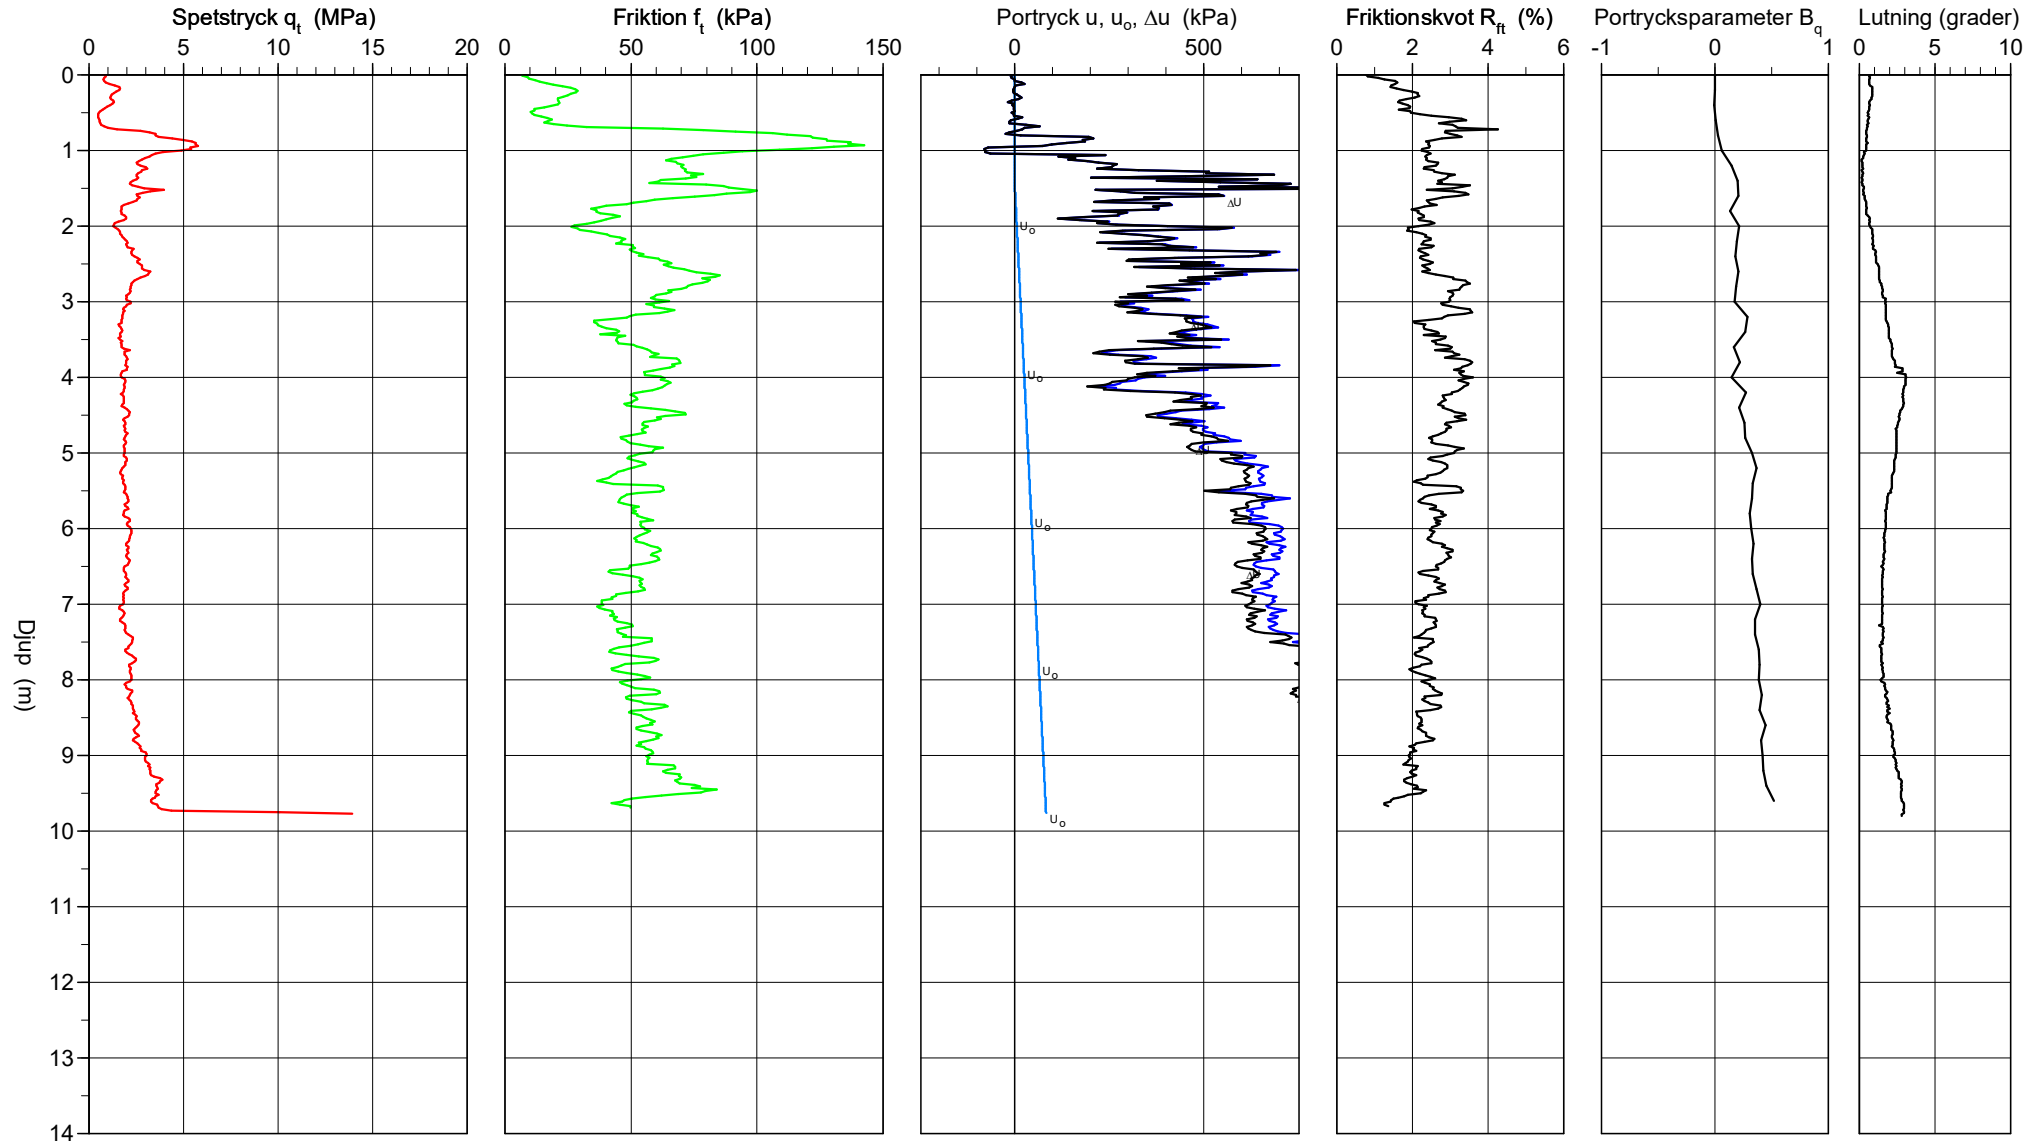 Spetstryck qt (MPa)
0 5 10 15 20
Friktion ft (kPa)
0 50 100 150
Portryck u, uo, Δu (kPa)
0 500
Friktionskvot Rft (%)
0 2 4 6
Portrycksparameter Bq
-1 0 1
Lutning (grader)
0 5 10
Djup (m)
0
1
2
3
4
5
6
7
8
9
10
11
12
13
14
ΔU
Uo
Uo
ΔU
Uo
ΔU
Uo
Uo